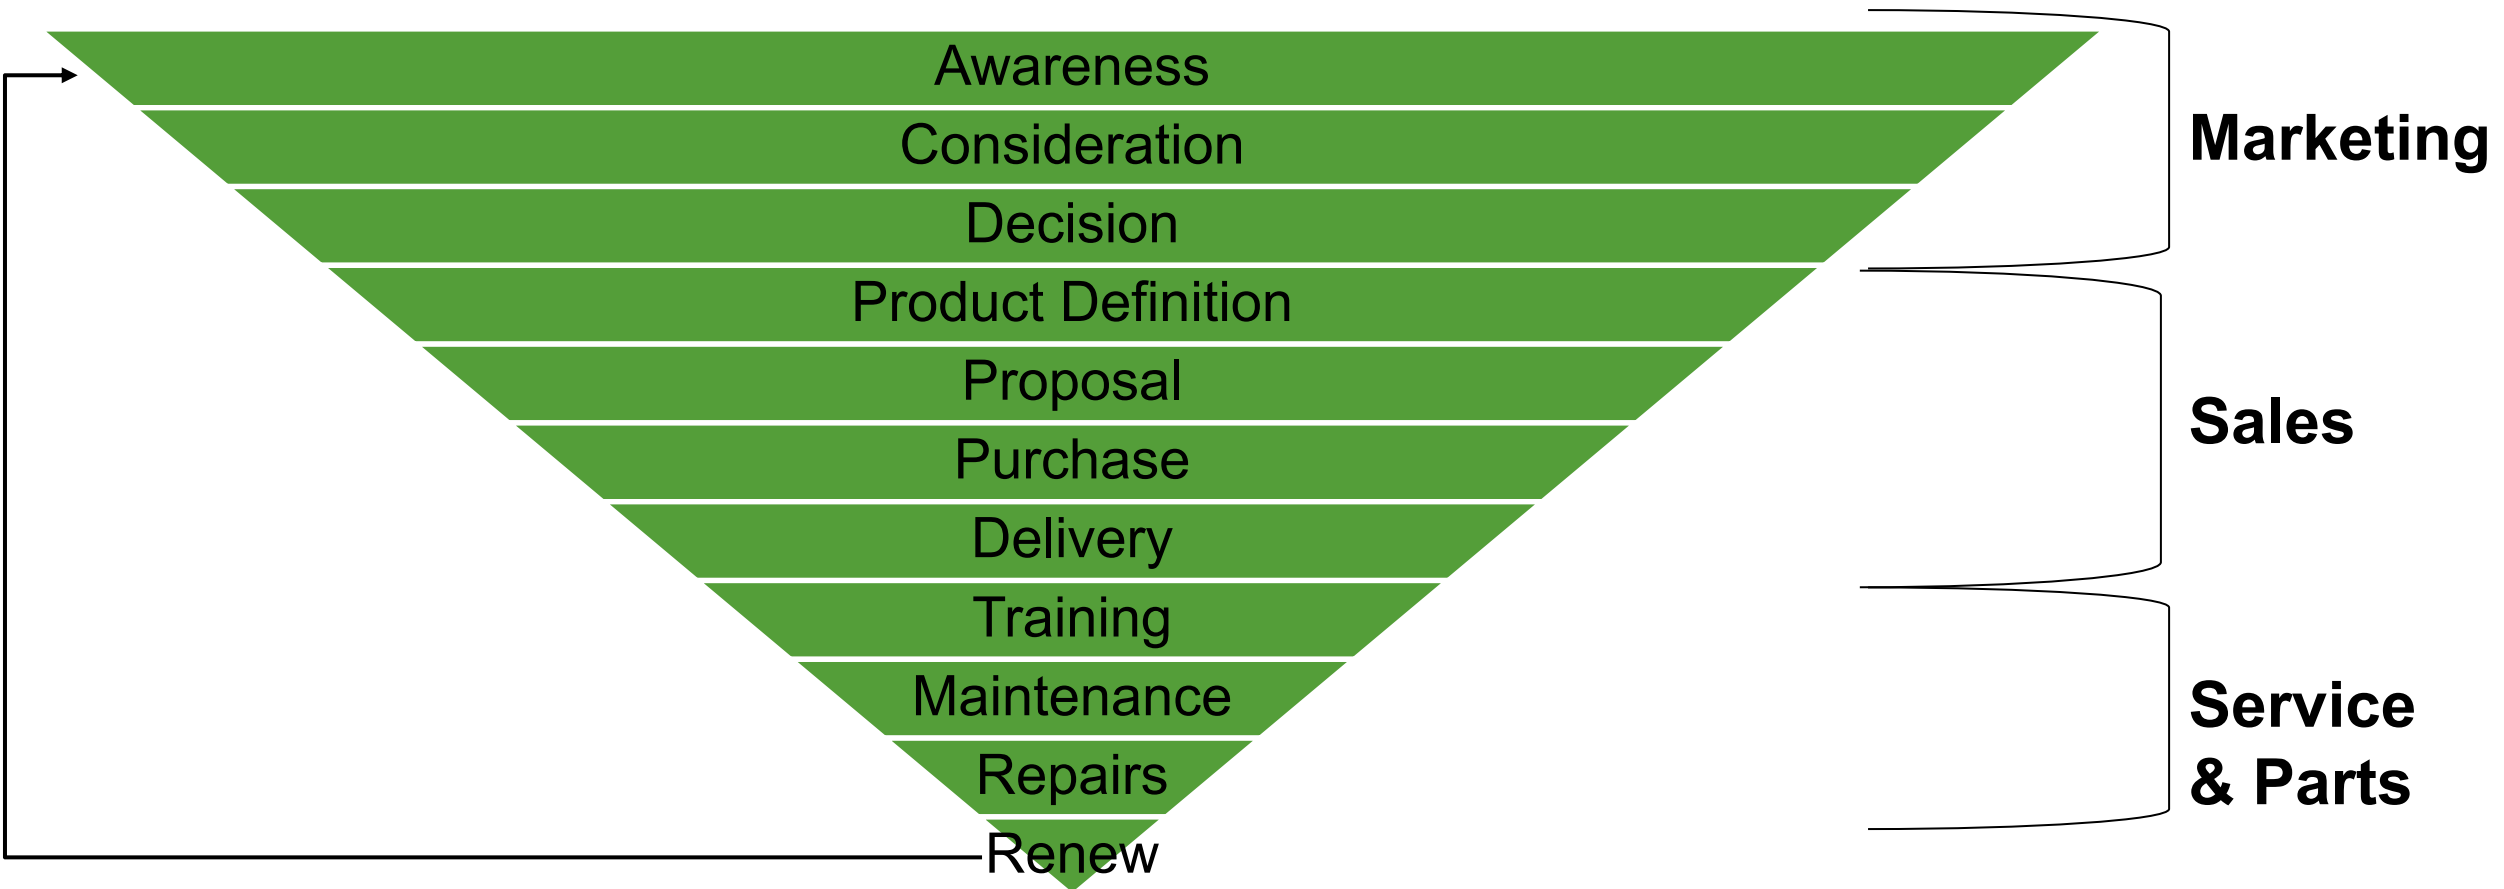 Awareness
Consideration
Decision
Product Definition
Proposal
Purchase
Delivery
Training
Maintenance
Repairs
Renew
Marketing
Sales
Service
& Parts